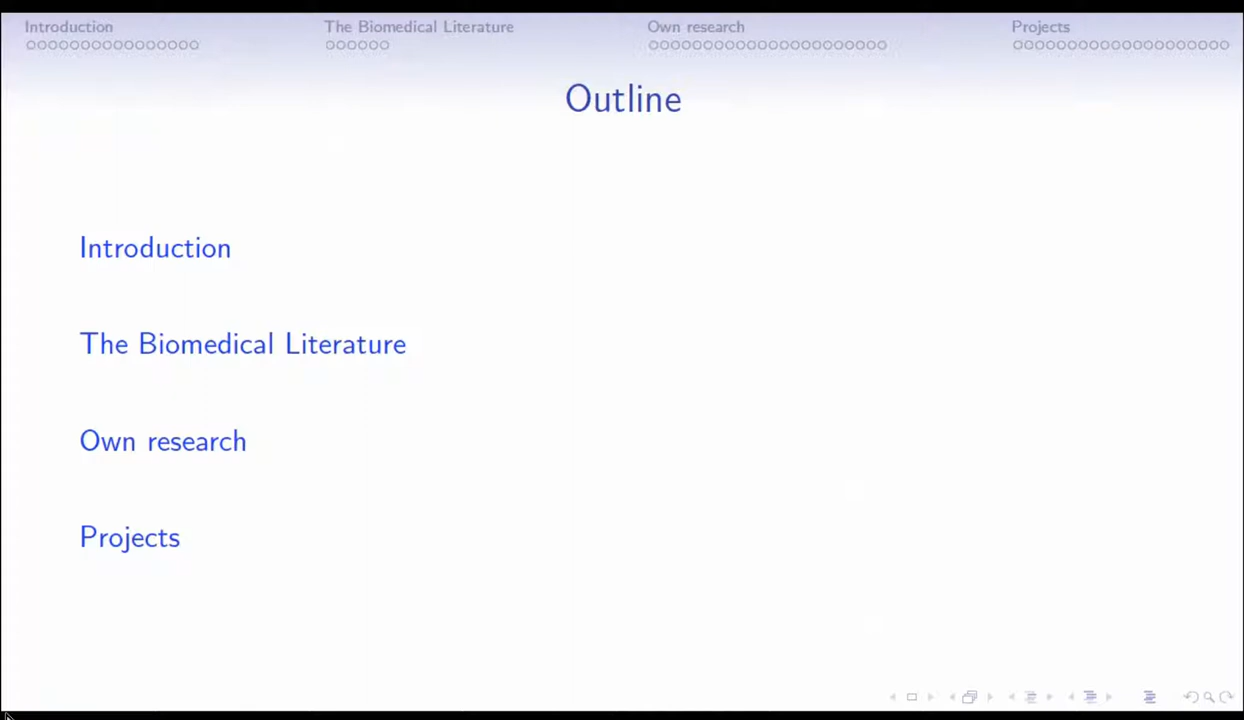 Introduction
The Biomedical Literature
Own research
Projects
Outline
Introduction
The Biomedical Literature
Own research
Projects